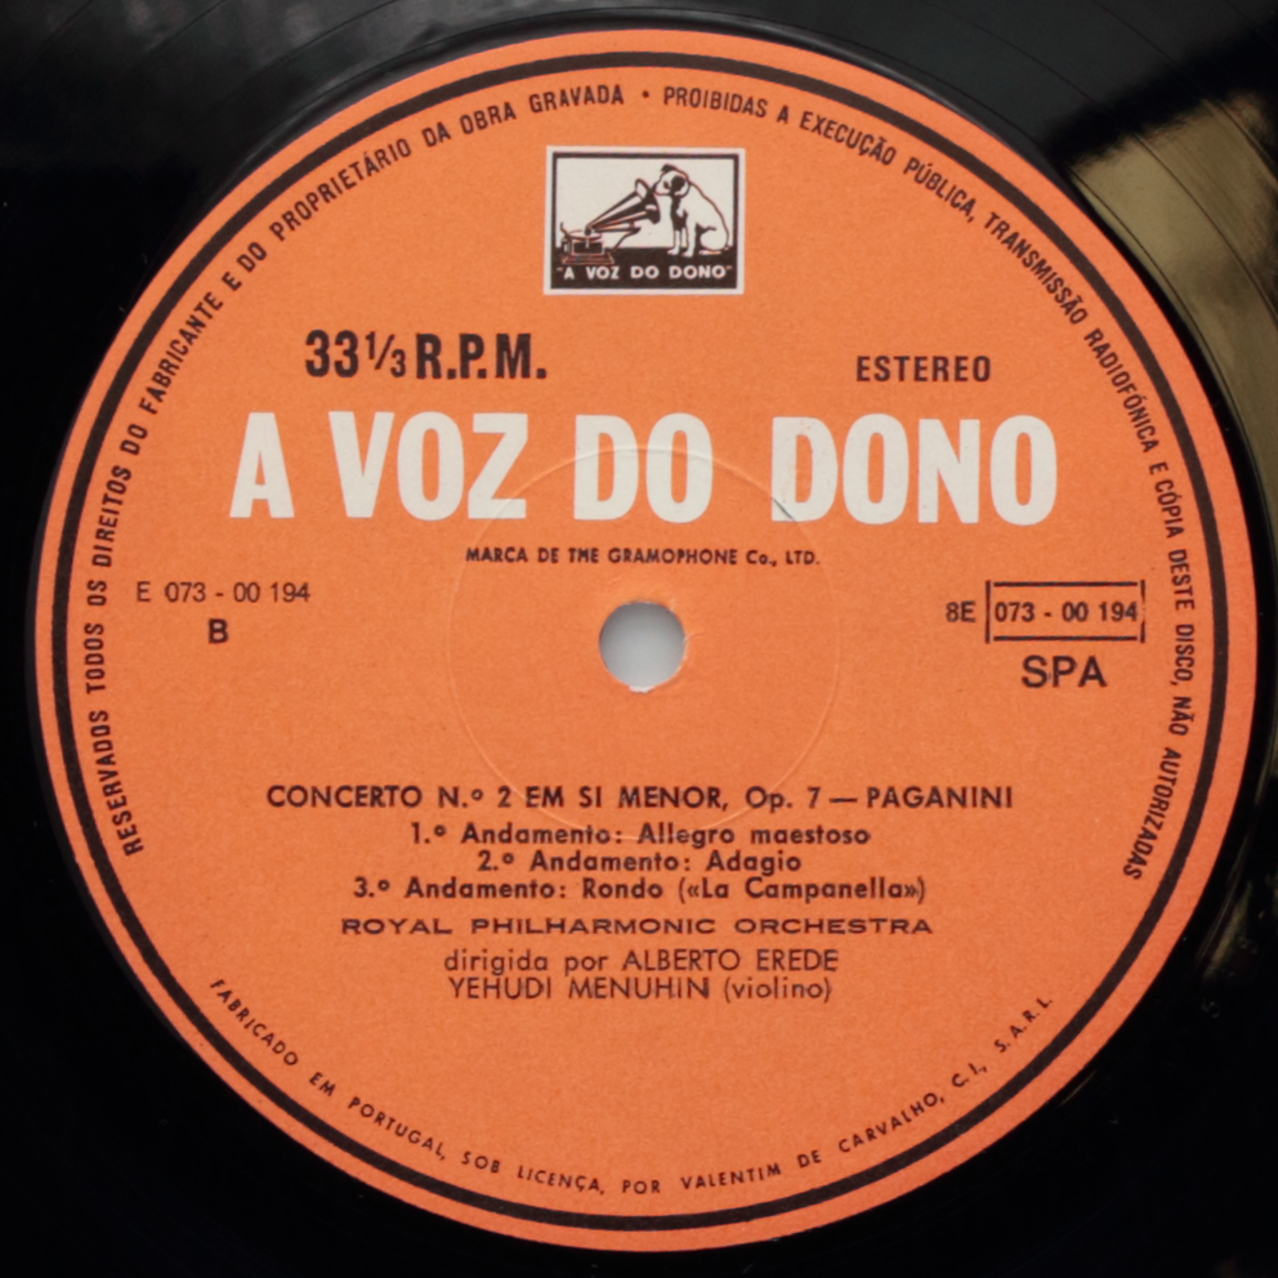 RESERVADOS TODOS OS DIREITOS DO FABRICANTE E DO PROPRIETÁRIO DA OBRA GRAVADA • PROIBIDAS A EXECUÇÃO PÚBLICA, TRANSMISSÃO RADIOFÓNICA E CÓPIA DESTE DISCO, NÃO AUTORIZADAS
"A VOZ DO DONO"
33 1/3 R.P.M.
ESTEREO
A VOZ DO DONO
MARCA DE THE GRAMOPHONE Co., LTD.
E 073 - 00 194
B
8E 073 - 00 194
SPA
CONCERTO N.º 2 EM SI MENOR, Op. 7 — PAGANINI
1.º Andamento: Allegro maestoso
2.º Andamento: Adagio
3.º Andamento: Rondo («La Campanella»)
ROYAL PHILHARMONIC ORCHESTRA
dirigida por ALBERTO EREDE
YEHUDI MENUHIN (violino)
FABRICADO EM PORTUGAL, SOB LICENÇA, POR VALENTIM DE CARVALHO, C. I., S. A. R. L.